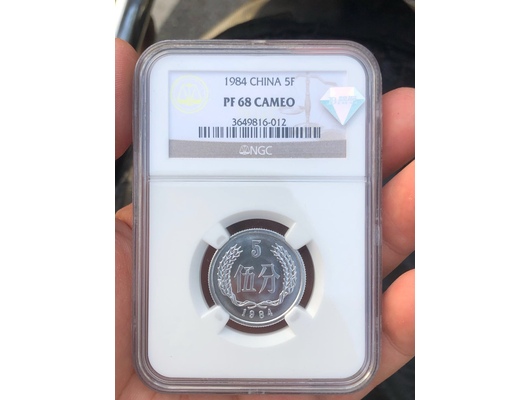 1984 CHINA 5F
PF 68 CAMEO
3649816-012
NGC
5
伍分
1984